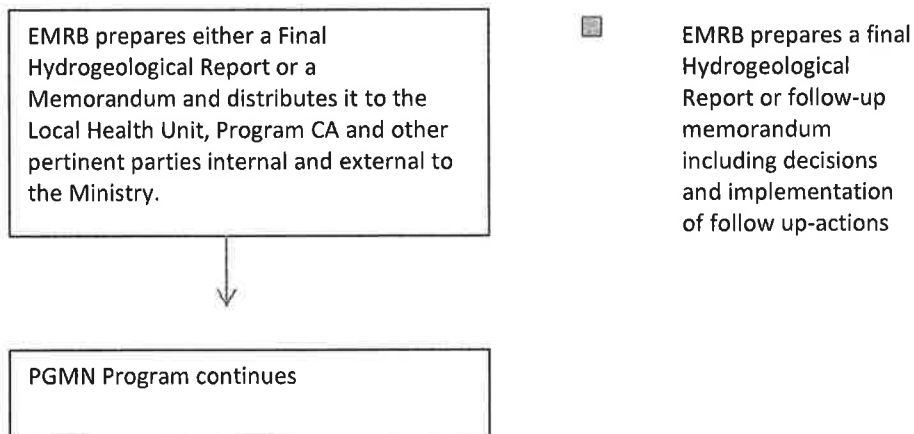 EMRB prepares either a Final
Hydrogeological Report or a
Memorandum and distributes it to the
Local Health Unit, Program CA and other
pertinent parties internal and external to
the Ministry.
EMRB prepares a final
Hydrogeological
Report or follow-up
memorandum
including decisions
and implementation
of follow up-actions
PGMN Program continues